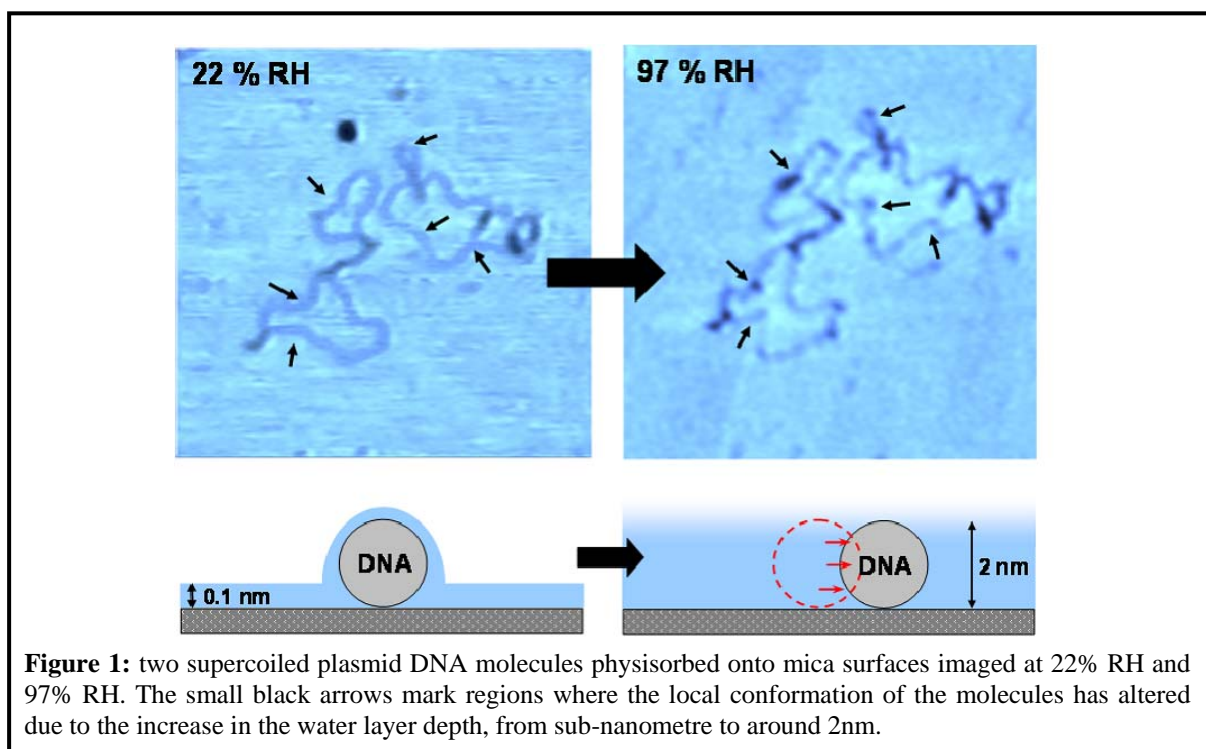 22 % RH
97 % RH
DNA
0.1 nm
DNA
2 nm
Figure 1: two supercoiled plasmid DNA molecules physisorbed onto mica surfaces imaged at 22% RH and
97% RH. The small black arrows mark regions where the local conformation of the molecules has altered
due to the increase in the water layer depth, from sub-nanometre to around 2nm.